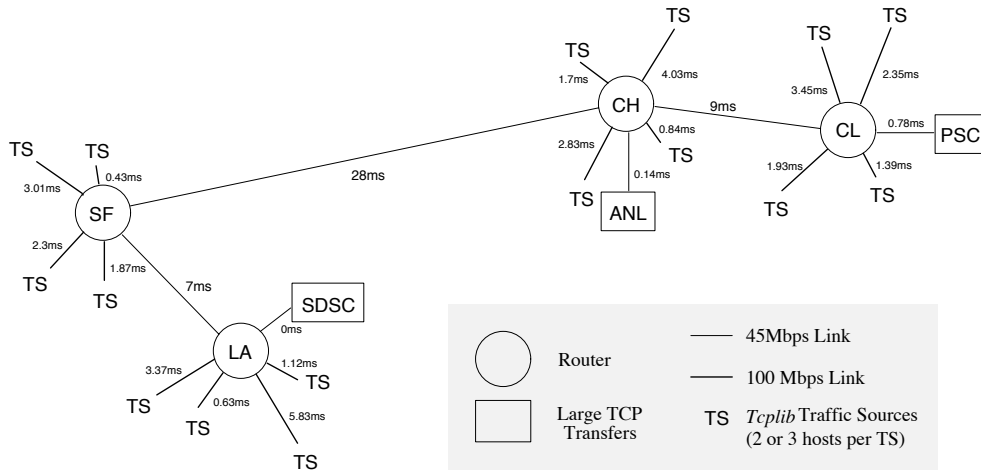 TS
TS
4.03ms
1.7ms
CH
0.84ms
TS
2.83ms
TS
0.14ms
ANL
9ms
TS
TS
2.35ms
3.45ms
CL
0.78ms
PSC
1.93ms
1.39ms
TS
TS
28ms
TS
TS
3.01ms
0.43ms
SF
2.3ms
1.87ms
TS
TS
7ms
SDSC
0ms
LA
3.37ms
1.12ms
TS
0.63ms
5.83ms
TS
TS
TS
Router
Large TCP
Transfers
45Mbps Link
100 Mbps Link
TS Tcplib Traffic Sources
(2 or 3 hosts per TS)